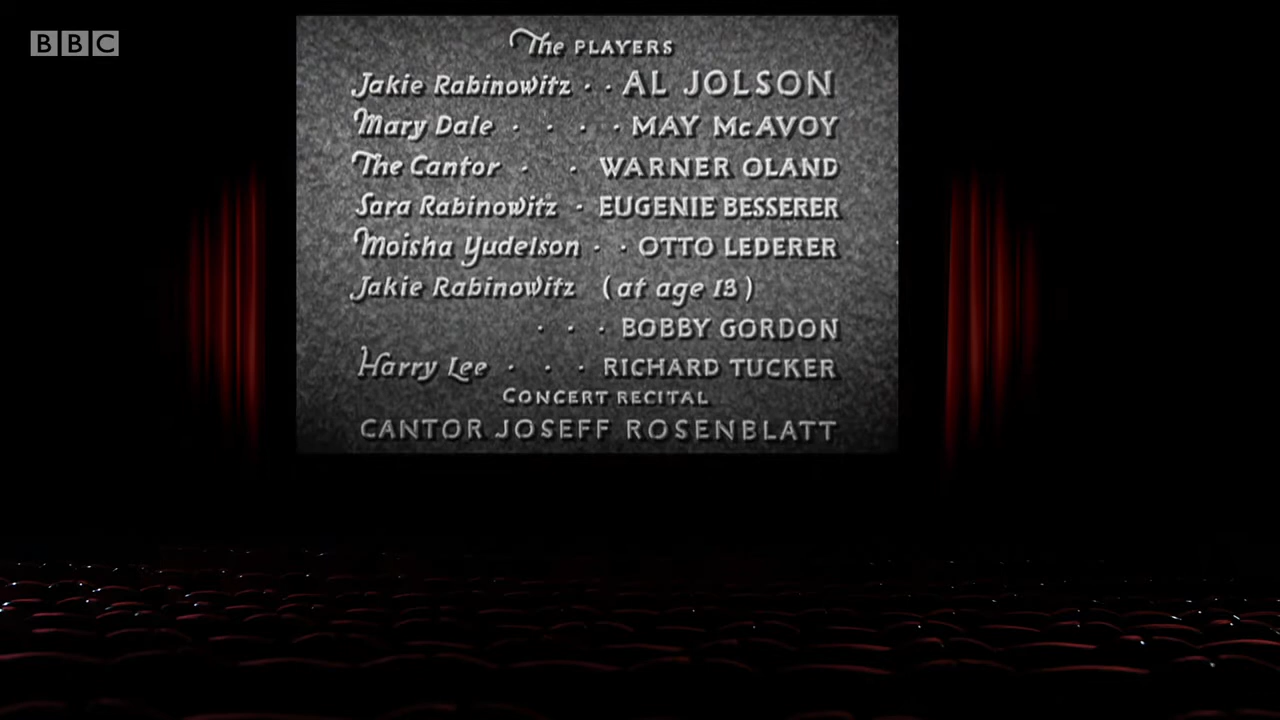 BBC
The PLAYERS
Jakie Rabinowitz . . AL JOLSON
Mary Dale . . . . MAY McAVOY
The Cantor . . WARNER OLAND
Sara Rabinowitz . EUGENIE BESSERER
Moisha Yudelson . . OTTO LEDERER
Jakie Rabinowitz (at age 13)
. . . BOBBY GORDON
Harry Lee . . . RICHARD TUCKER
CONCERT RECITAL
CANTOR JOSEFF ROSENBLATT